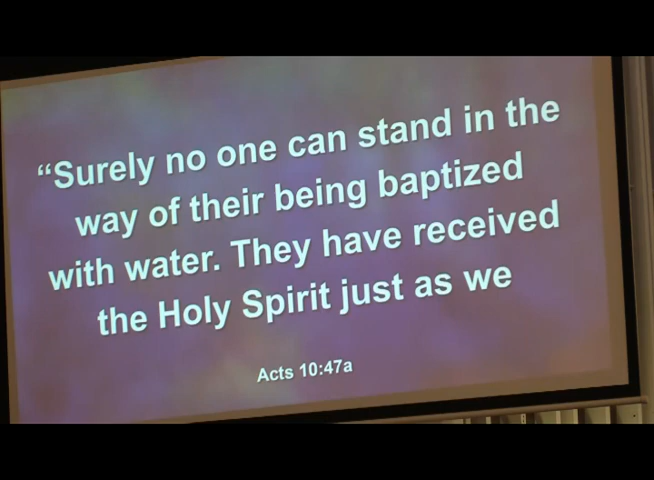 “Surely no one can stand in the
way of their being baptized
with water. They have received
the Holy Spirit just as we
Acts 10:47a